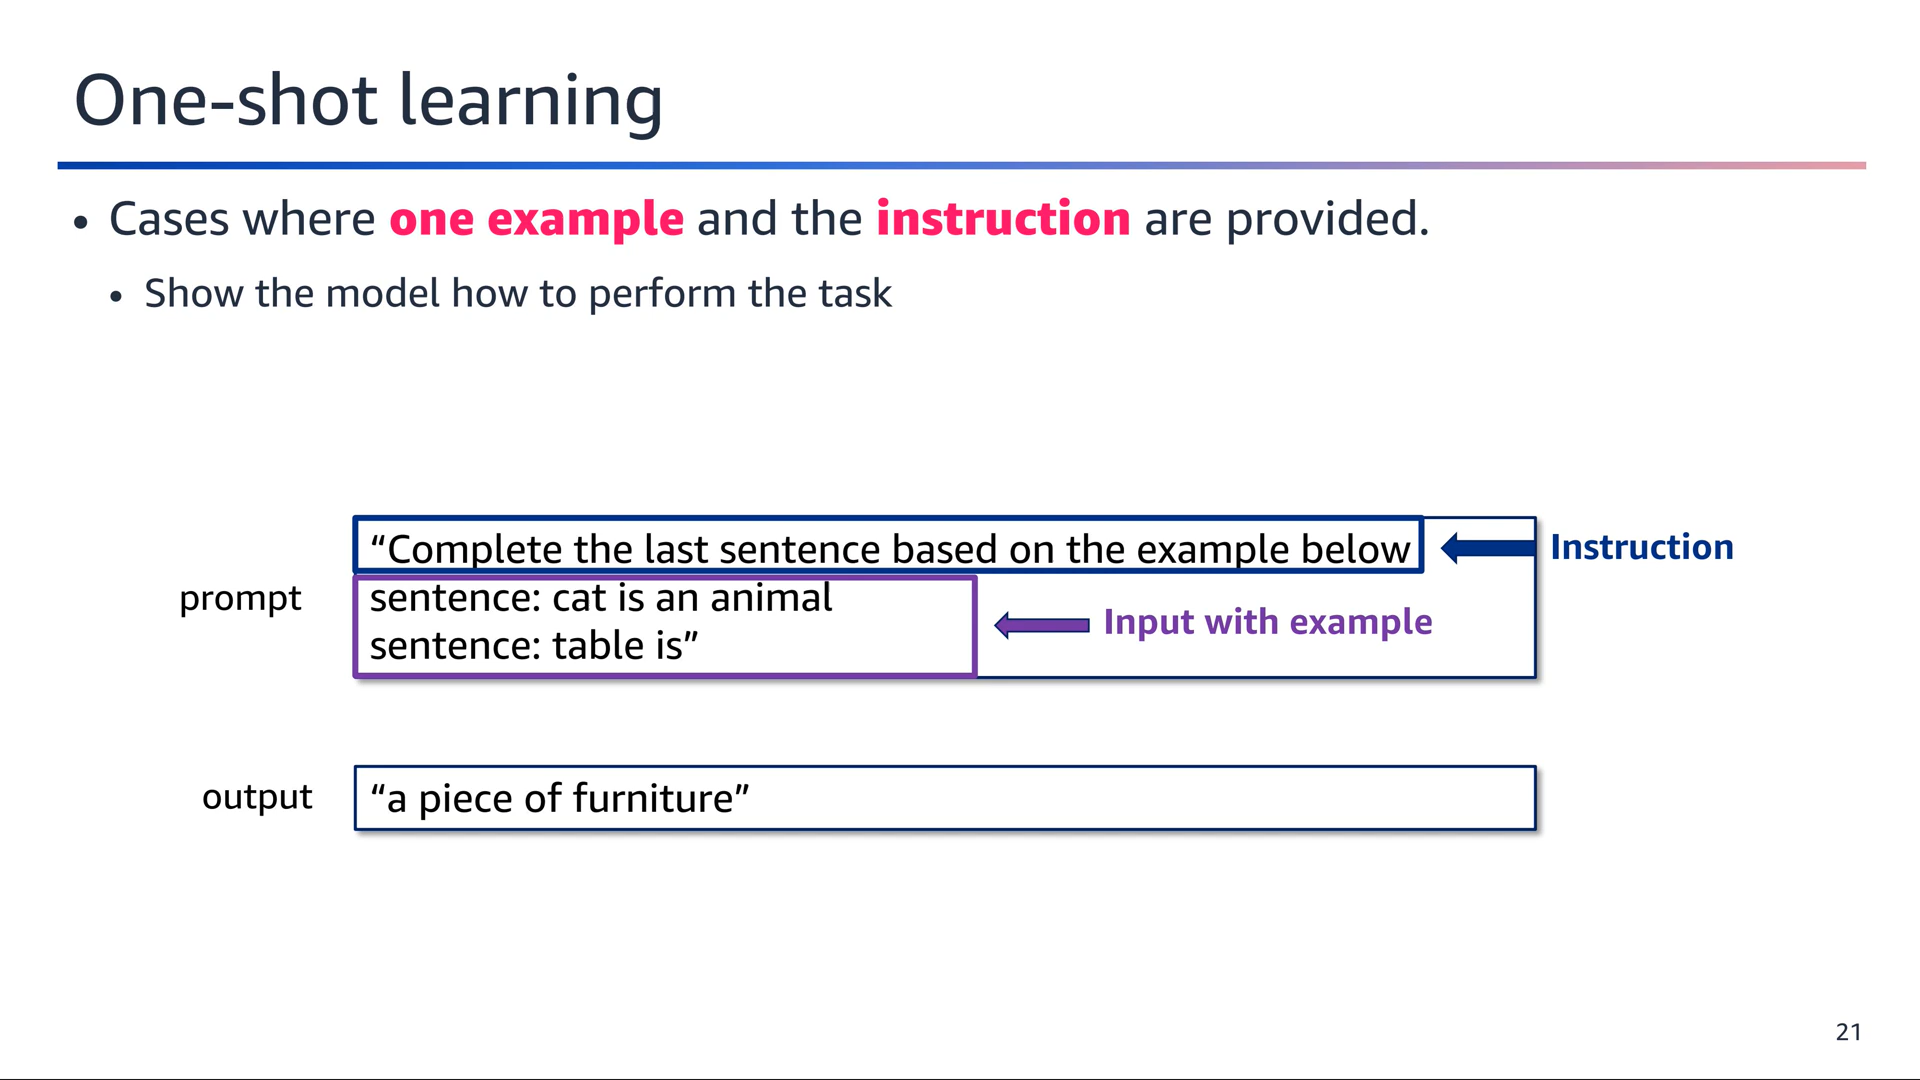 One-shot learning
• Cases where one example and the instruction are provided.
• Show the model how to perform the task
“Complete the last sentence based on the example below
Instruction
prompt
sentence: cat is an animal
Input with example
sentence: table is”
output
“a piece of furniture”
21